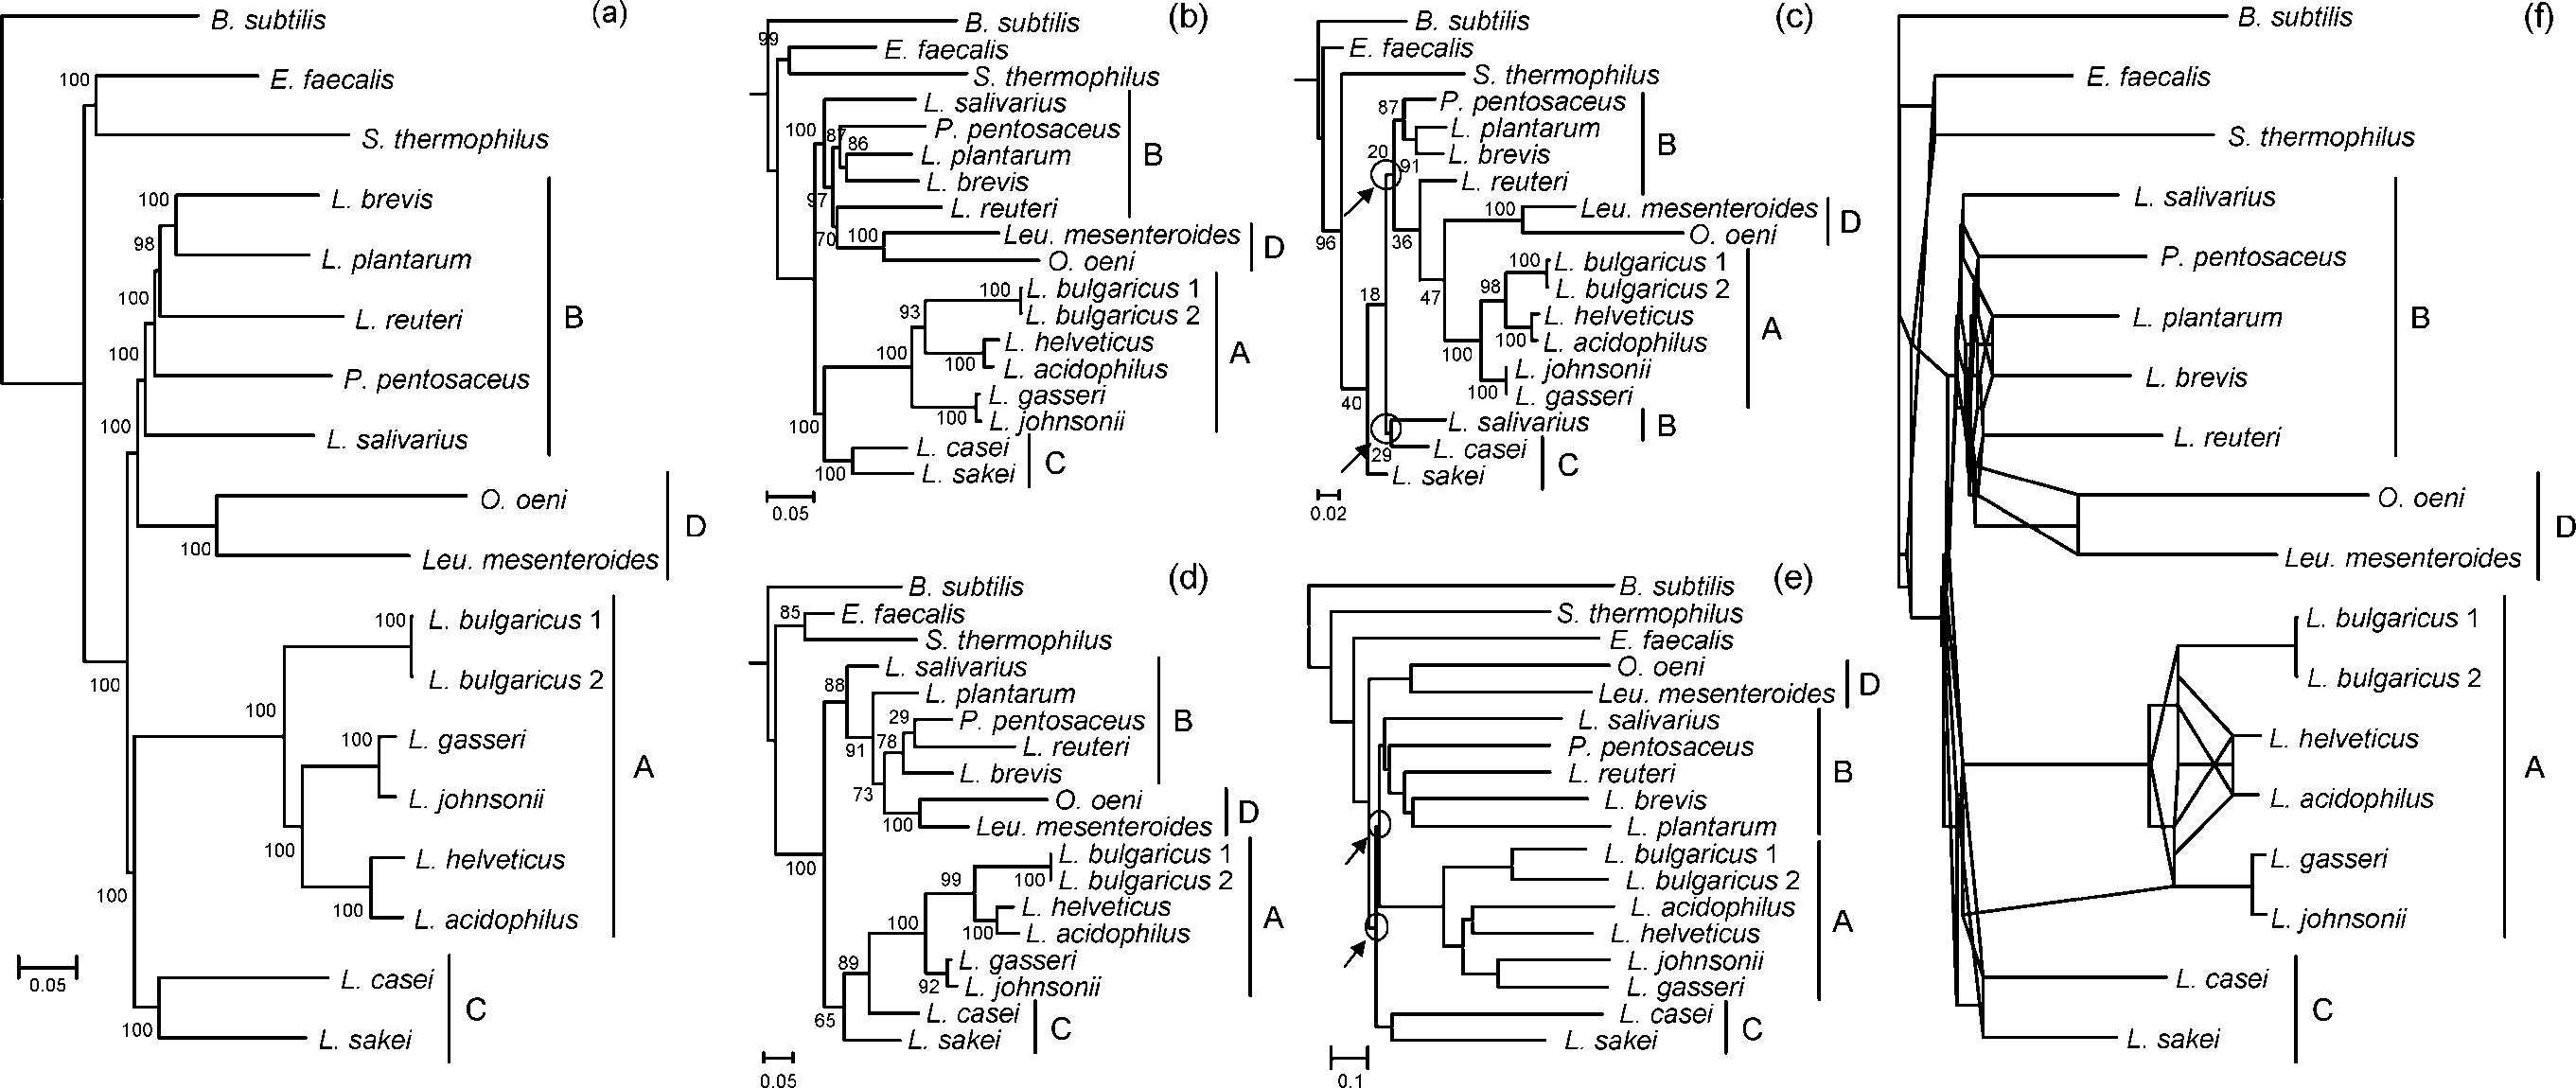 (a)
B. subtilis
100
E. faecalis
S. thermophilus
100
L. brevis
98
L. plantarum
100
L. reuteri
B
100
P. pentosaceus
100
L. salivarius
O. oeni
D
100
Leu. mesenteroides
100
L. bulgaricus 1
L. bulgaricus 2
100
100
100
L. gasseri
A
L. johnsonii
100
L. helveticus
100
100
L. acidophilus
L. casei
0.05
C
100
L. sakei
(b)
B. subtilis
99
E. faecalis
S. thermophilus
L. salivarius
100
87
P. pentosaceus
86
L. plantarum
B
L. brevis
97
L. reuteri
70
100
Leu. mesenteroides
D
O. oeni
100
L. bulgaricus 1
93
L. bulgaricus 2
L. helveticus
100
100
L. acidophilus
A
L. gasseri
100
L. johnsonii
100
L. casei
C
100
L. sakei
0.05
(c)
B. subtilis
E. faecalis
S. thermophilus
87
P. pentosaceus
L. plantarum
B
20
91
L. brevis
L. reuteri
100
Leu. mesenteroides
D
96
36
O. oeni
100
L. bulgaricus 1
18
47
98
L. bulgaricus 2
L. helveticus
A
100
100
L. acidophilus
L. johnsonii
100
40
L. gasseri
L. salivarius
B
29
L. casei
C
L. sakei
0.02
(d)
B. subtilis
85
E. faecalis
S. thermophilus
L. salivarius
88
L. plantarum
29
P. pentosaceus
B
91
78
L. reuteri
L. brevis
73
O. oeni
D
100
Leu. mesenteroides
100
L. bulgaricus 1
99
100
L. bulgaricus 2
L. helveticus
100
100
L. acidophilus
A
89
L. gasseri
92
L. johnsonii
65
L. casei
C
L. sakei
0.05
(e)
B. subtilis
S. thermophilus
E. faecalis
O. oeni
D
Leu. mesenteroides
L. salivarius
P. pentosaceus
B
L. reuteri
L. brevis
L. plantarum
L. bulgaricus 1
L. bulgaricus 2
L. acidophilus
A
L. helveticus
L. johnsonii
L. gasseri
L. casei
C
L. sakei
0.1
(f)
B. subtilis
E. faecalis
S. thermophilus
L. salivarius
P. pentosaceus
L. plantarum
B
L. brevis
L. reuteri
O. oeni
D
Leu. mesenteroides
L. bulgaricus 1
L. bulgaricus 2
L. helveticus
A
L. acidophilus
L. gasseri
L. johnsonii
L. casei
C
L. sakei